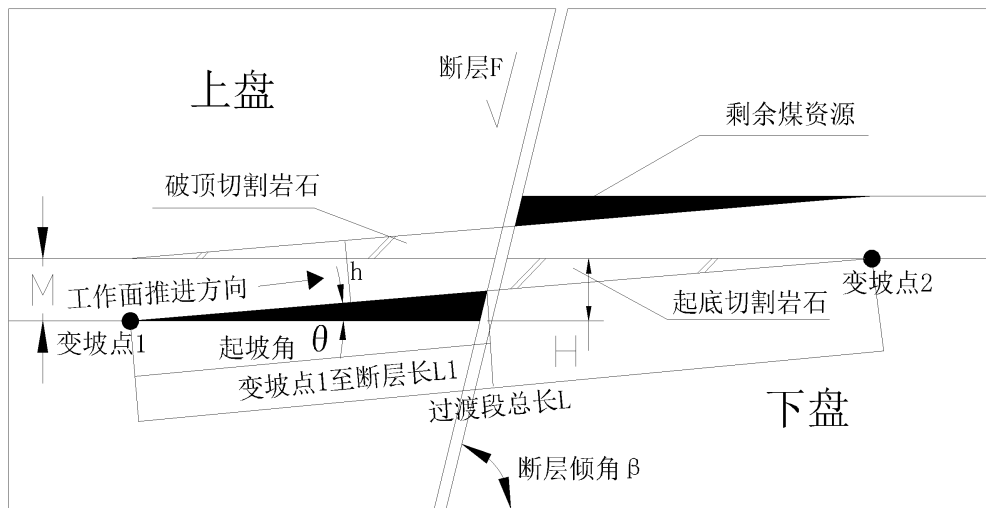 断层F
上盘
剩余煤资源
破顶切割岩石
M
工作面推进方向
h
变坡点2
起底切割岩石
变坡点1
起坡角 θ
H
变坡点1至断层长L1
过渡段总长L
下盘
断层倾角β